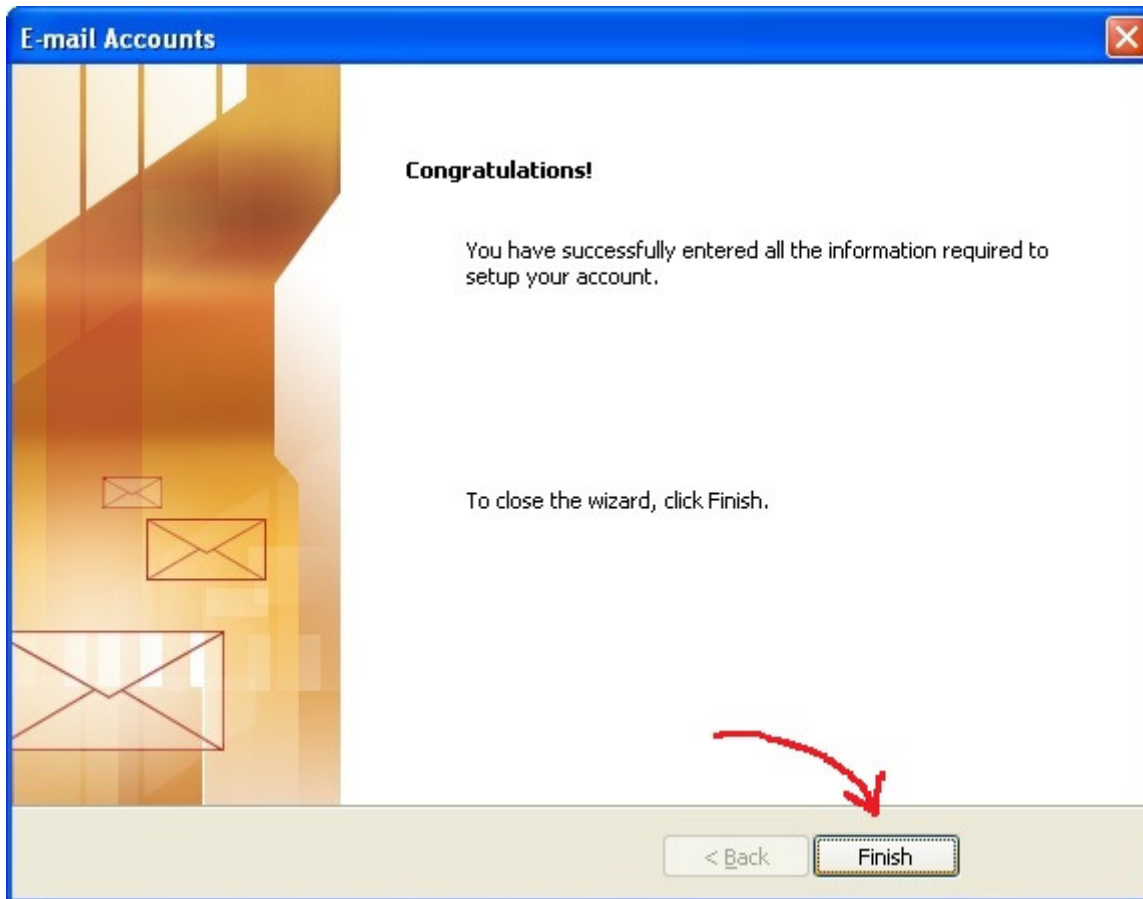 E-mail Accounts
Congratulations!
You have successfully entered all the information required to
setup your account.
To close the wizard, click Finish.
< Back
Finish